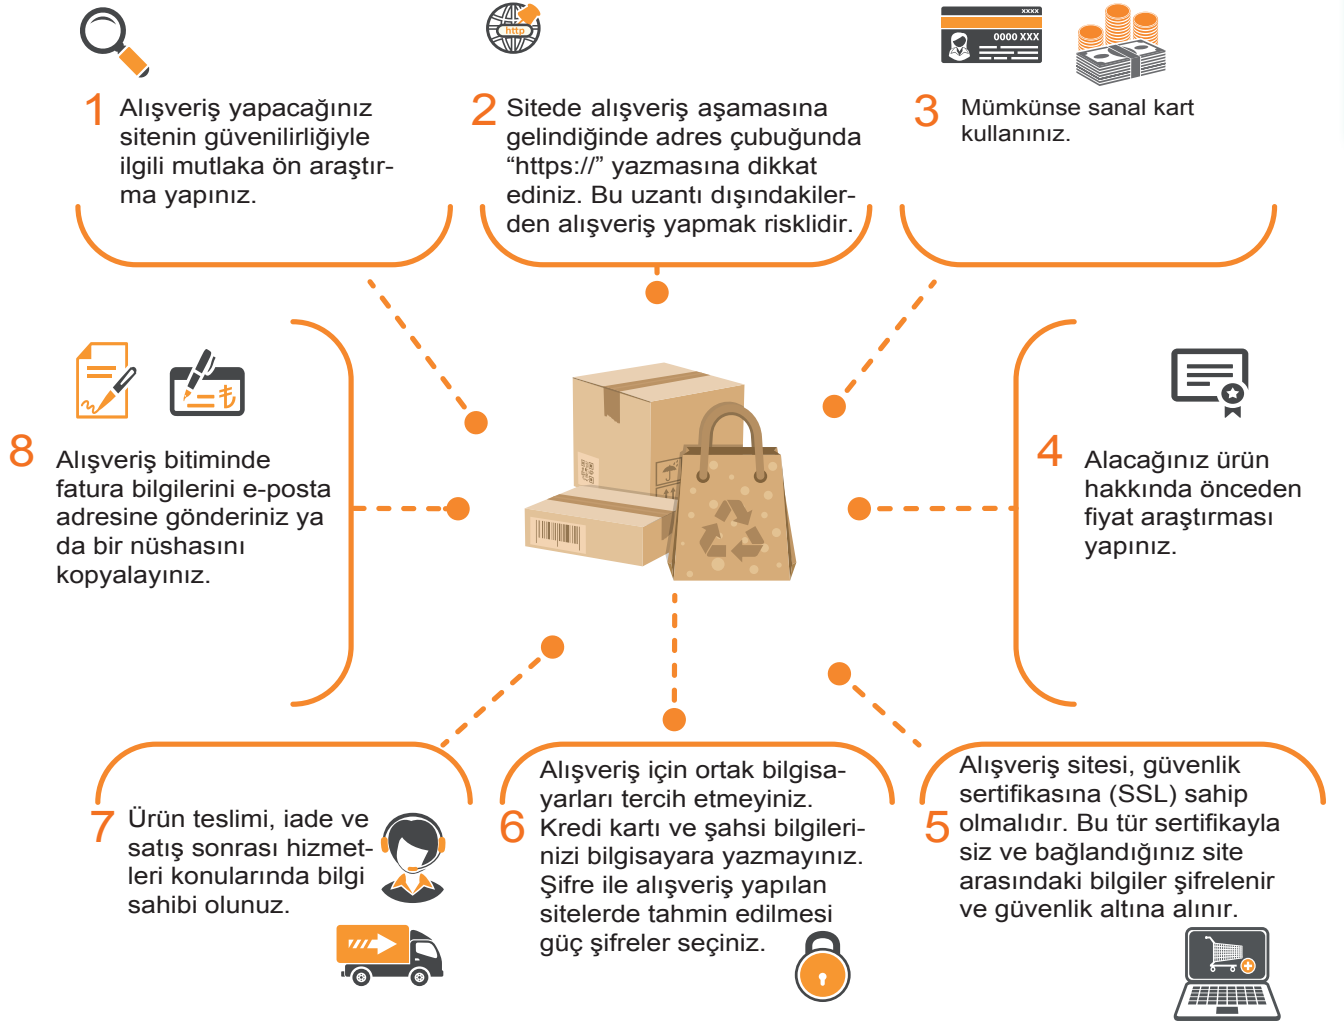 http
XXXX
0000 XXX
1 Alışveriş yapacağınız
sitenin güvenilirliğiyle
ilgili mutlaka ön araştır-
ma yapınız.
2 Sitede alışveriş aşamasına
gelindiğinde adres çubuğunda
“https://” yazmasına dikkat
ediniz. Bu uzantı dışındakiler-
den alışveriş yapmak risklidir.
3 Mümkünse sanal kart
kullanınız.
4 Alacağınız ürün
hakkında önceden
fiyat araştırması
yapınız.
Alışveriş sitesi, güvenlik
sertifikasına (SSL) sahip
5 olmalıdır. Bu tür sertifikayla
siz ve bağlandığınız site
arasındaki bilgiler şifrelenir
ve güvenlik altına alınır.
Alışveriş için ortak bilgisa-
yarları tercih etmeyiniz.
6 Kredi kartı ve şahsi bilgileri-
nizi bilgisayara yazmayınız.
Şifre ile alışveriş yapılan
sitelerde tahmin edilmesi
güç şifreler seçiniz.
7 Ürün teslimi, iade ve
satış sonrası hizmet-
leri konularında bilgi
sahibi olunuz.
₺
8 Alışveriş bitiminde
fatura bilgilerini e-posta
adresine gönderiniz ya
da bir nüshasını
kopyalayınız.